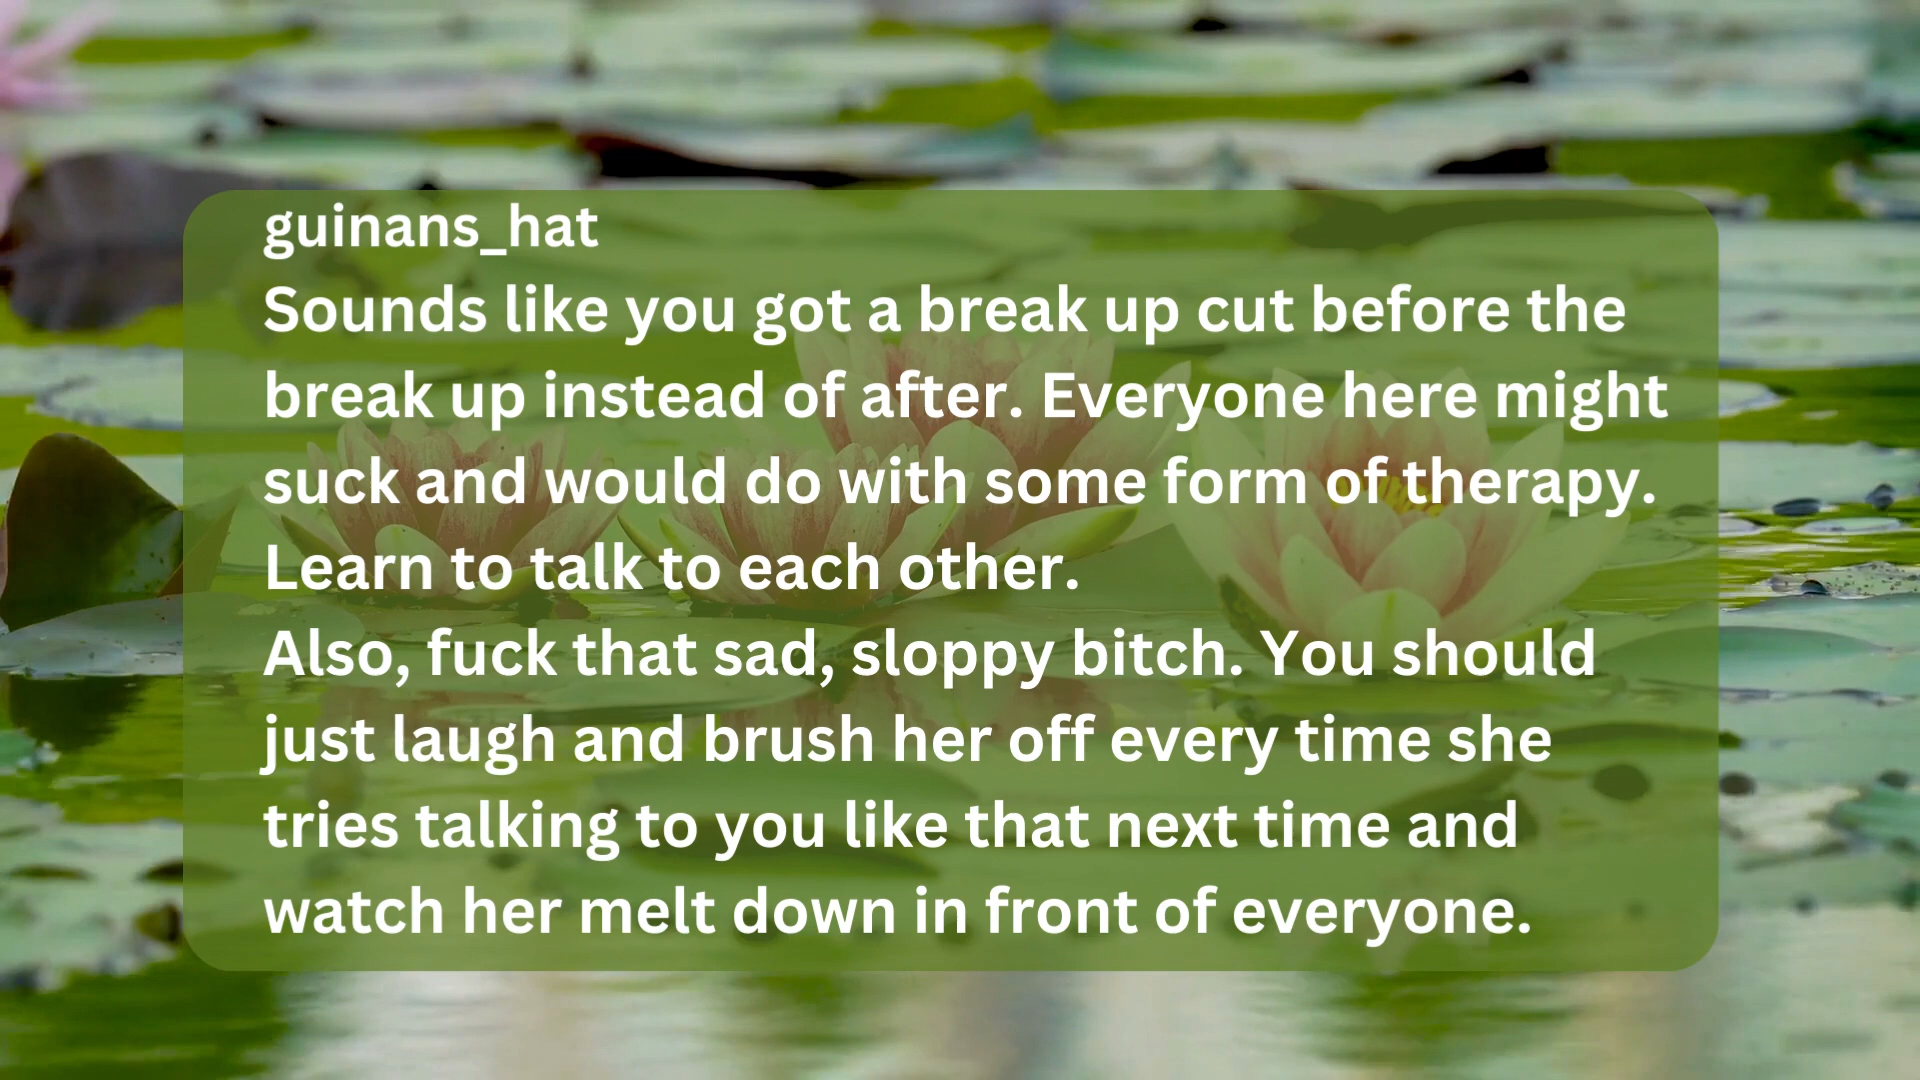 guinans_hat
Sounds like you got a break up cut before the
break up instead of after. Everyone here might
suck and would do with some form of therapy.
Learn to talk to each other.
Also, fuck that sad, sloppy bitch. You should
just laugh and brush her off every time she
tries talking to you like that next time and
watch her melt down in front of everyone.